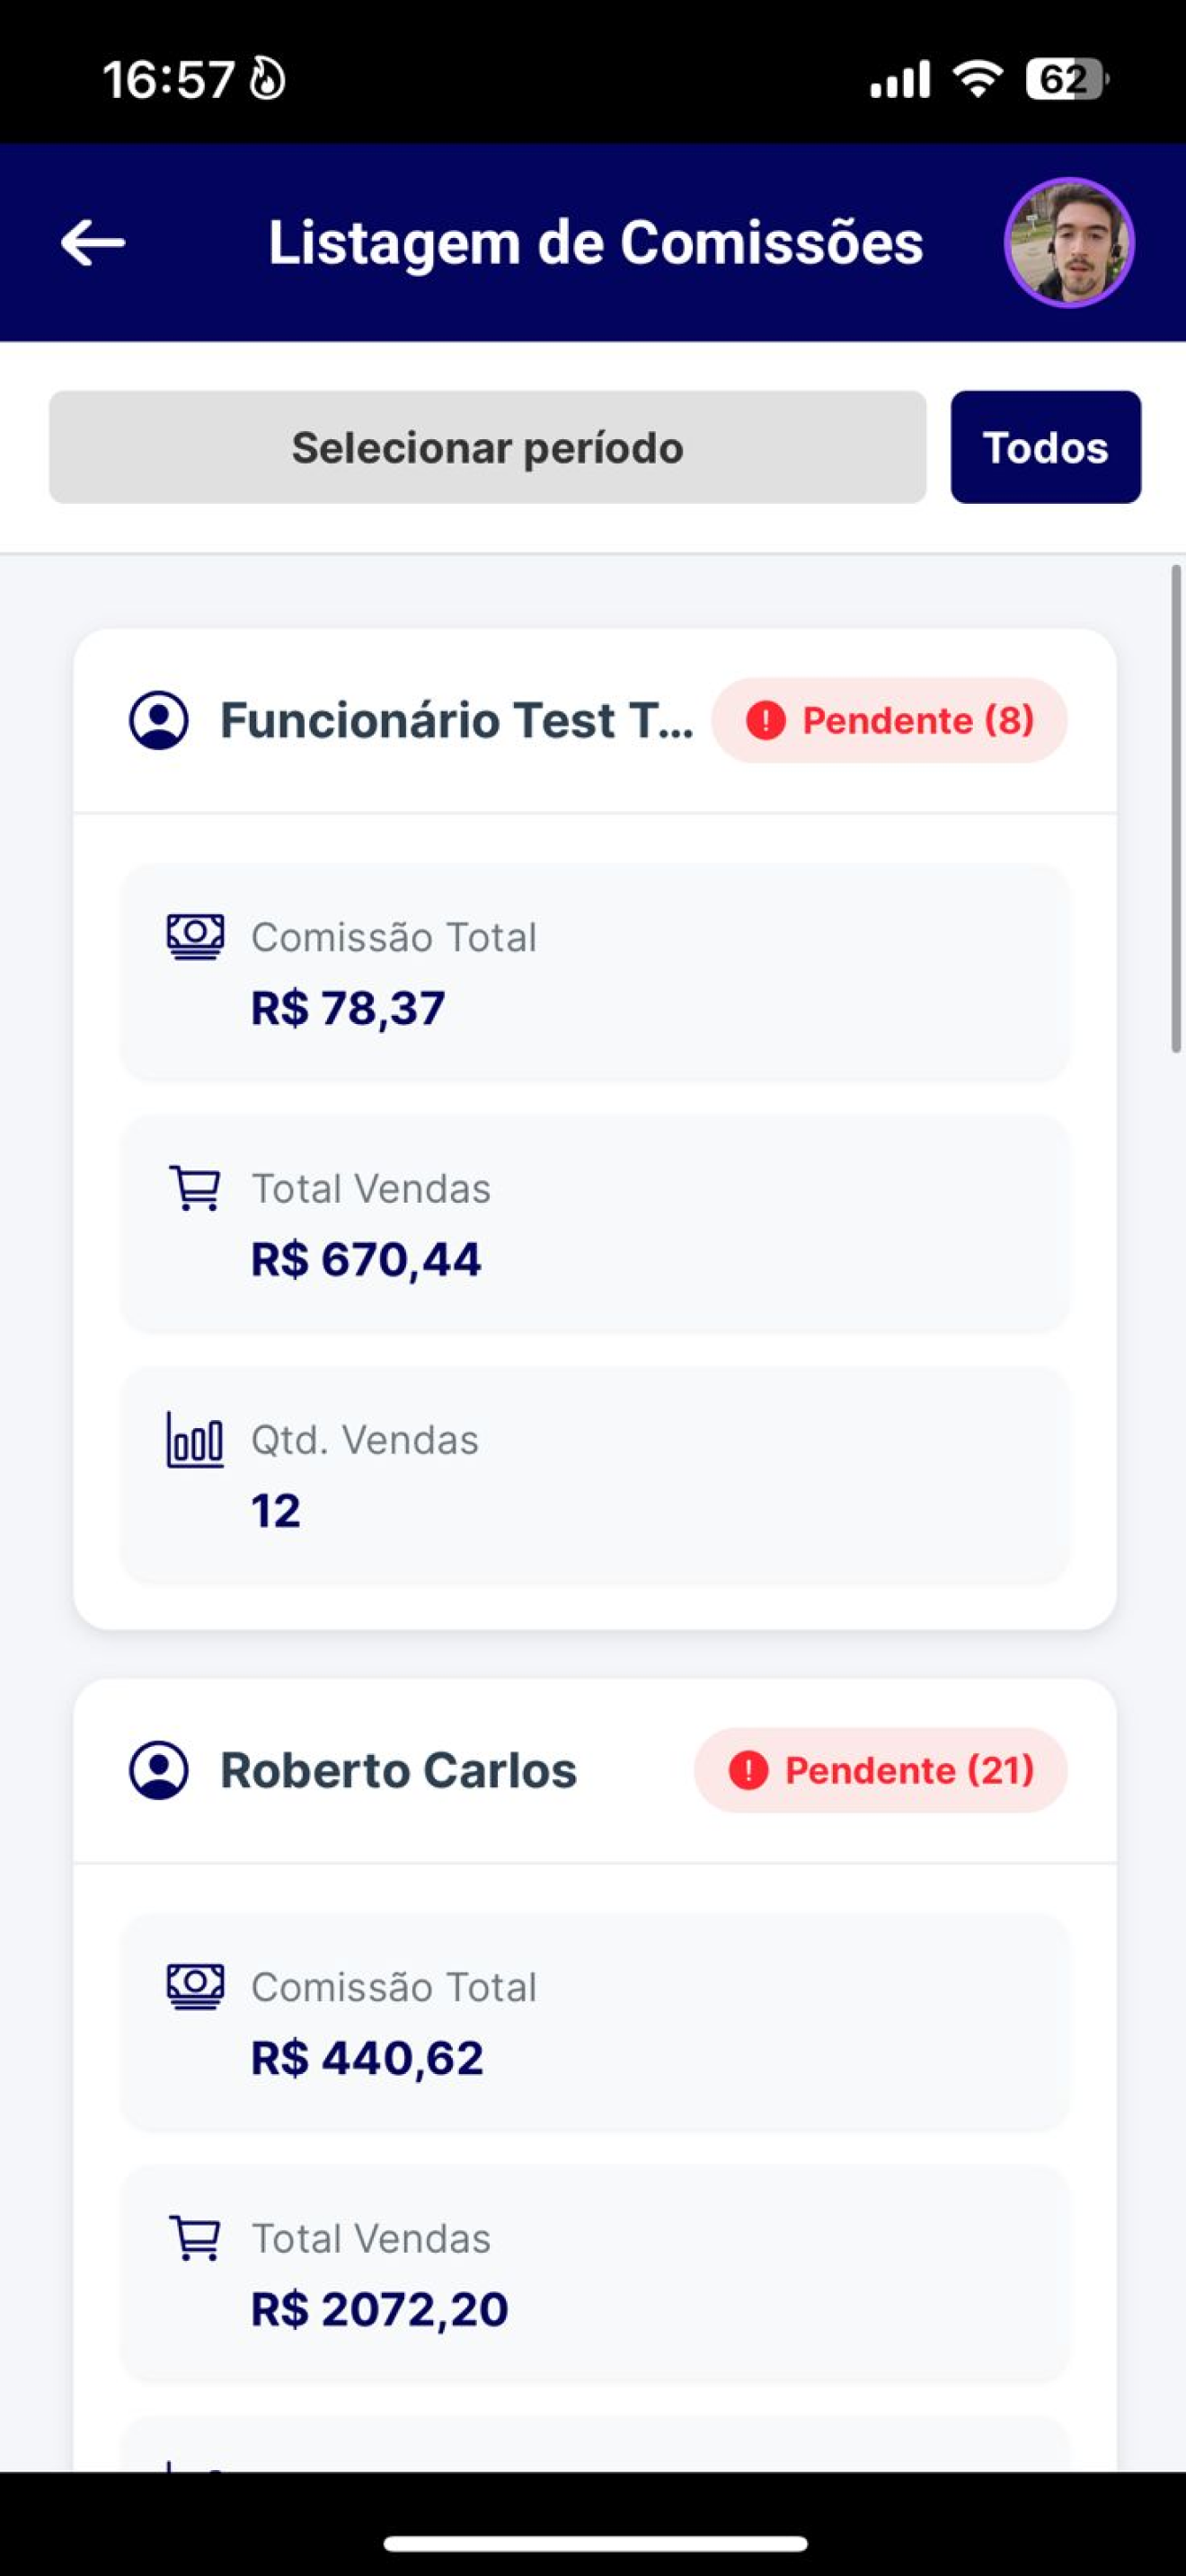 16:57
62
Listagem de Comissões
Selecionar período
Todos
Funcionário Test T...
Pendente (8)
Comissão Total
R$ 78,37
Total Vendas
R$ 670,44
Qtd. Vendas
12
Roberto Carlos
Pendente (21)
Comissão Total
R$ 440,62
Total Vendas
R$ 2072,20